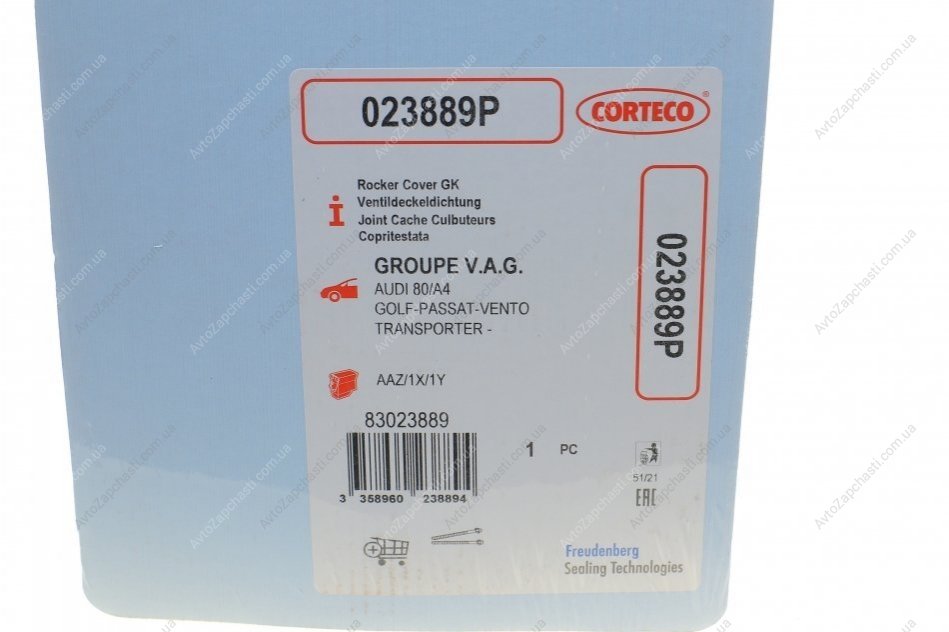 023889P
CORTECO®
Rocker Cover GK
Ventildeckeldichtung
Joint Cache Culbuteurs
Copritestata
GROUPE V.A.G.
AUDI 80/A4
GOLF-PASSAT-VENTO
TRANSPORTER -
AAZ/1X/1Y
023889P
83023889
3 358960 238894
1 PC
51/21
EAC
Freudenberg
Sealing Technologies
AvtoZapchasti.com.ua